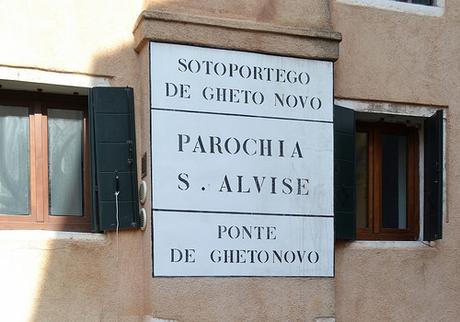 SOTOPORTEGO
DE GHETO NOVO
PAROCHIA
S. ALVISE
PONTE
DE GHETONOVO